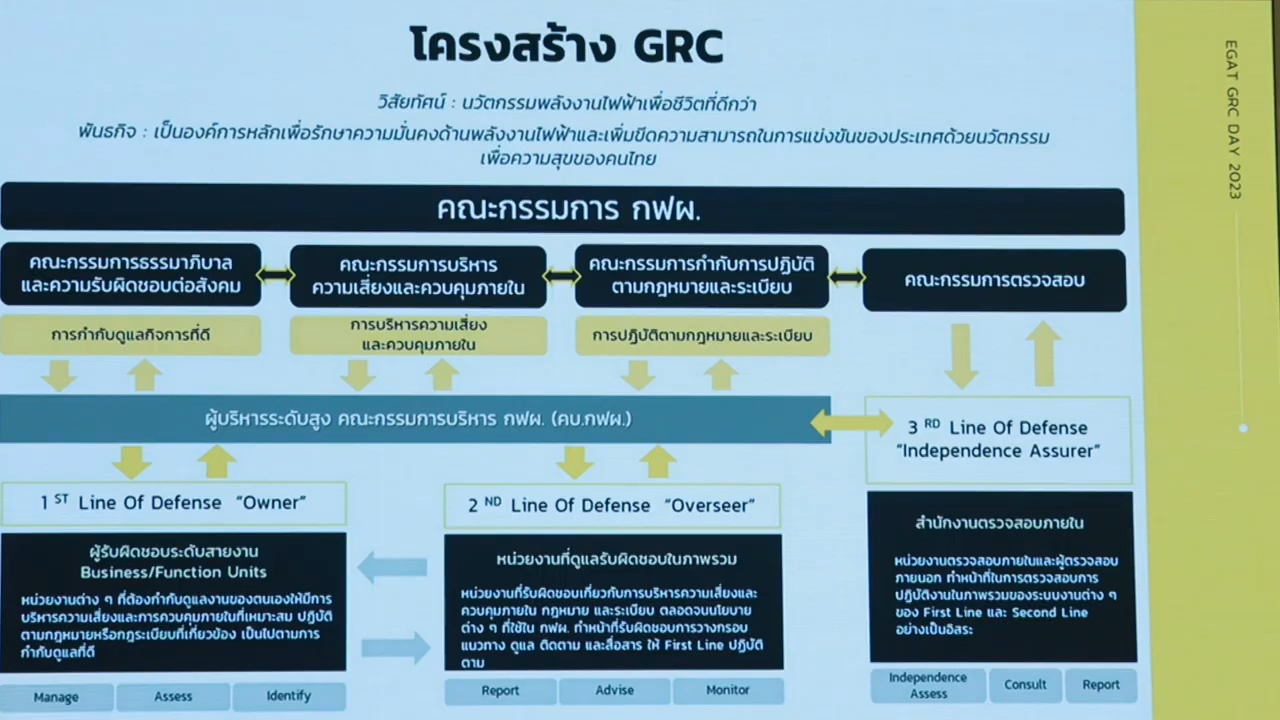 โครงสร้าง GRC
วิสัยทัศน์ : นวัตกรรมพลังงานไฟฟ้าเพื่อชีวิตที่ดีกว่า
พันธกิจ : เป็นองค์การหลักเพื่อรักษาความมั่นคงด้านพลังงานไฟฟ้าและเพิ่มขีดความสามารถในการแข่งขันของประเทศด้วยนวัตกรรม
เพื่อความสุขของคนไทย
คณะกรรมการ กฟผ.
คณะกรรมการธรรมาภิบาล
และความรับผิดชอบต่อสังคม
คณะกรรมการบริหาร
ความเสี่ยงและควบคุมภายใน
คณะกรรมการกำกับการปฏิบัติ
ตามกฎหมายและระเบียบ
คณะกรรมการตรวจสอบ
การกำกับดูแลกิจการที่ดี
การบริหารความเสี่ยง
และควบคุมภายใน
การปฏิบัติตามกฎหมายและระเบียบ
ผู้บริหารระดับสูง คณะกรรมการบริหาร กฟผ. (คบ.กฟผ.)
3 RD Line Of Defense
“Independence Assurer”
1 ST Line Of Defense “Owner”
2 ND Line Of Defense “Overseer”
ผู้รับผิดชอบระดับสายงาน
Business/Function Units
หน่วยงานต่าง ๆ ที่ต้องกำกับดูแลงานของตนเองให้มีการ
บริหารความเสี่ยงและการควบคุมภายในที่เหมาะสม ปฏิบัติ
ตามกฎหมายหรือกฎระเบียบที่เกี่ยวข้อง เป็นไปตามการ
กำกับดูแลที่ดี
Manage
Assess
Identify
หน่วยงานที่ดูแลรับผิดชอบในภาพรวม
หน่วยงานที่รับผิดชอบเกี่ยวกับการบริหารความเสี่ยงและ
ควบคุมภายใน กฎหมาย และระเบียบ ตลอดจนนโยบาย
ต่าง ๆ ที่ใช้ใน กฟผ. ทำหน้าที่รับผิดชอบการวางกรอบ
แนวทาง ดูแล ติดตาม และสื่อสาร ให้ First Line ปฏิบัติ
ตาม
Report
Advise
Monitor
สำนักงานตรวจสอบภายใน
หน่วยงานตรวจสอบภายในและผู้ตรวจสอบ
ภายนอก ทำหน้าที่ในการตรวจสอบการ
ปฏิบัติงานในภาพรวมของระบบงานต่าง ๆ
ของ First Line และ Second Line
อย่างเป็นอิสระ
Independence
Assess
Consult
Report
EGAT GRC DAY 2023